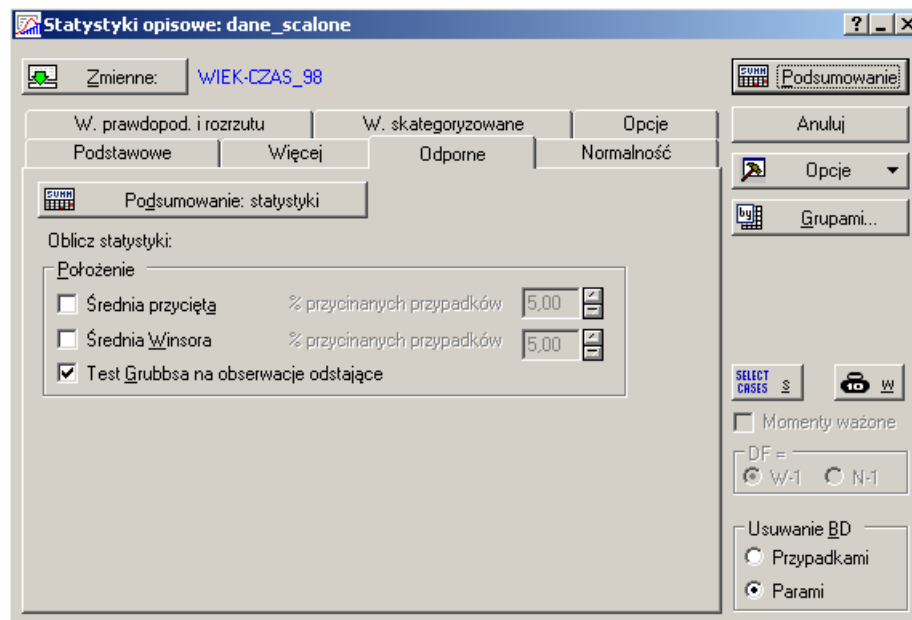 Statystyki opisowe: dane_scalone
Zmienne: WIEK-CZAS_98
Podsumowanie
W. prawdopod. i rozrzutu W. skategoryzowane Opcje
Anuluj
Podstawowe Więcej Odporne Normalność
Opcje
SUMM Podsumowanie: statystyki
by Grupami...
Oblicz statystyki:
Położenie
Średnia przycięta % przycinanych przypadków 5,00
Średnia Winsora % przycinanych przypadków 5,00
Test Grubbsa na obserwacje odstające
SELECT CASES S W
Momenty ważone
DF =
W-1 N-1
Usuwanie BD
Przypadkami
Parami